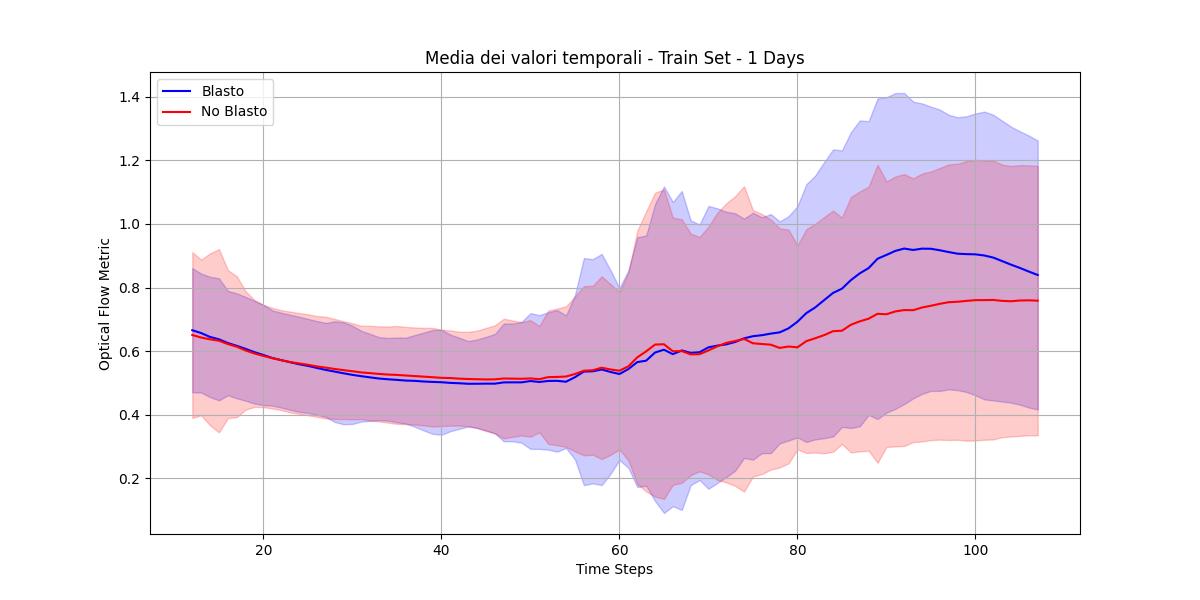 Media dei valori temporali - Train Set - 1 Days
Blasto
No Blasto
Optical Flow Metric
1.4
1.2
1.0
0.8
0.6
0.4
0.2
20 40 60 80 100
Time Steps